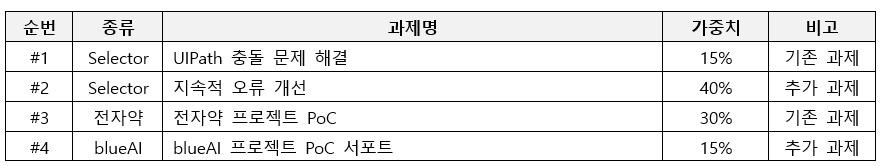 순번 종류 과제명 가중치 비고
#1 Selector UIPath 충돌 문제 해결 15% 기존 과제
#2 Selector 지속적 오류 개선 40% 추가 과제
#3 전자약 전자약 프로젝트 PoC 30% 기존 과제
#4 blueAI blueAI 프로젝트 PoC 서포트 15% 추가 과제